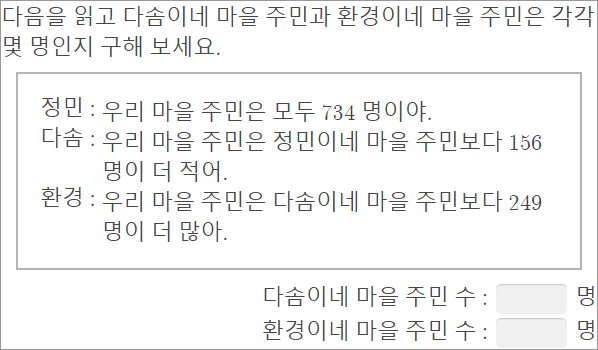 다음을 읽고 다솜이네 마을 주민과 환경이네 마을 주민은 각각
몇 명인지 구해 보세요.
정민 : 우리 마을 주민은 모두 734 명이야.
다솜 : 우리 마을 주민은 정민이네 마을 주민보다 156
명이 더 적어.
환경 : 우리 마을 주민은 다솜이네 마을 주민보다 249
명이 더 많아.
다솜이네 마을 주민 수 : 명
환경이네 마을 주민 수 : 명